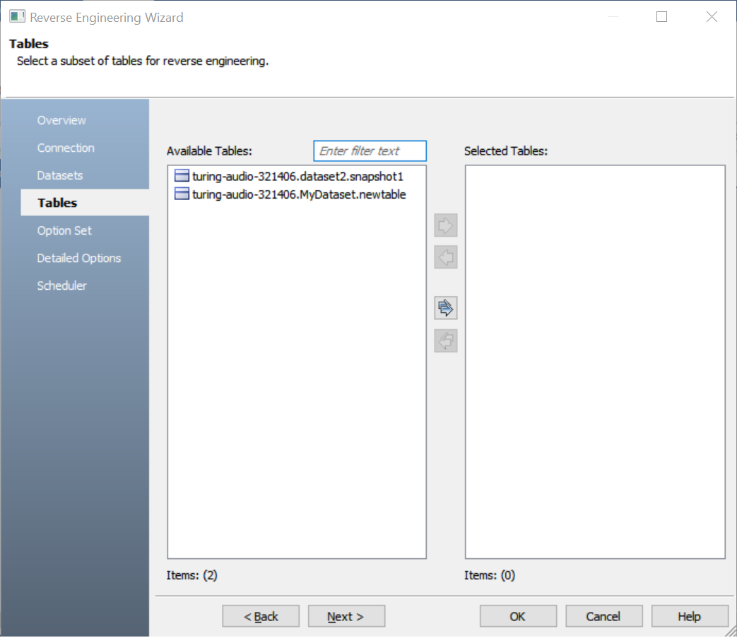 Reverse Engineering Wizard
Tables
Select a subset of tables for reverse engineering.
Overview
Connection
Datasets
Tables
Option Set
Detailed Options
Scheduler
Available Tables:
Enter filter text
turing-audio-321406.dataset2.snapshot1
turing-audio-321406.MyDataset.newtable
Items: (2)
Selected Tables:
Items: (0)
< Back
Next >
OK
Cancel
Help